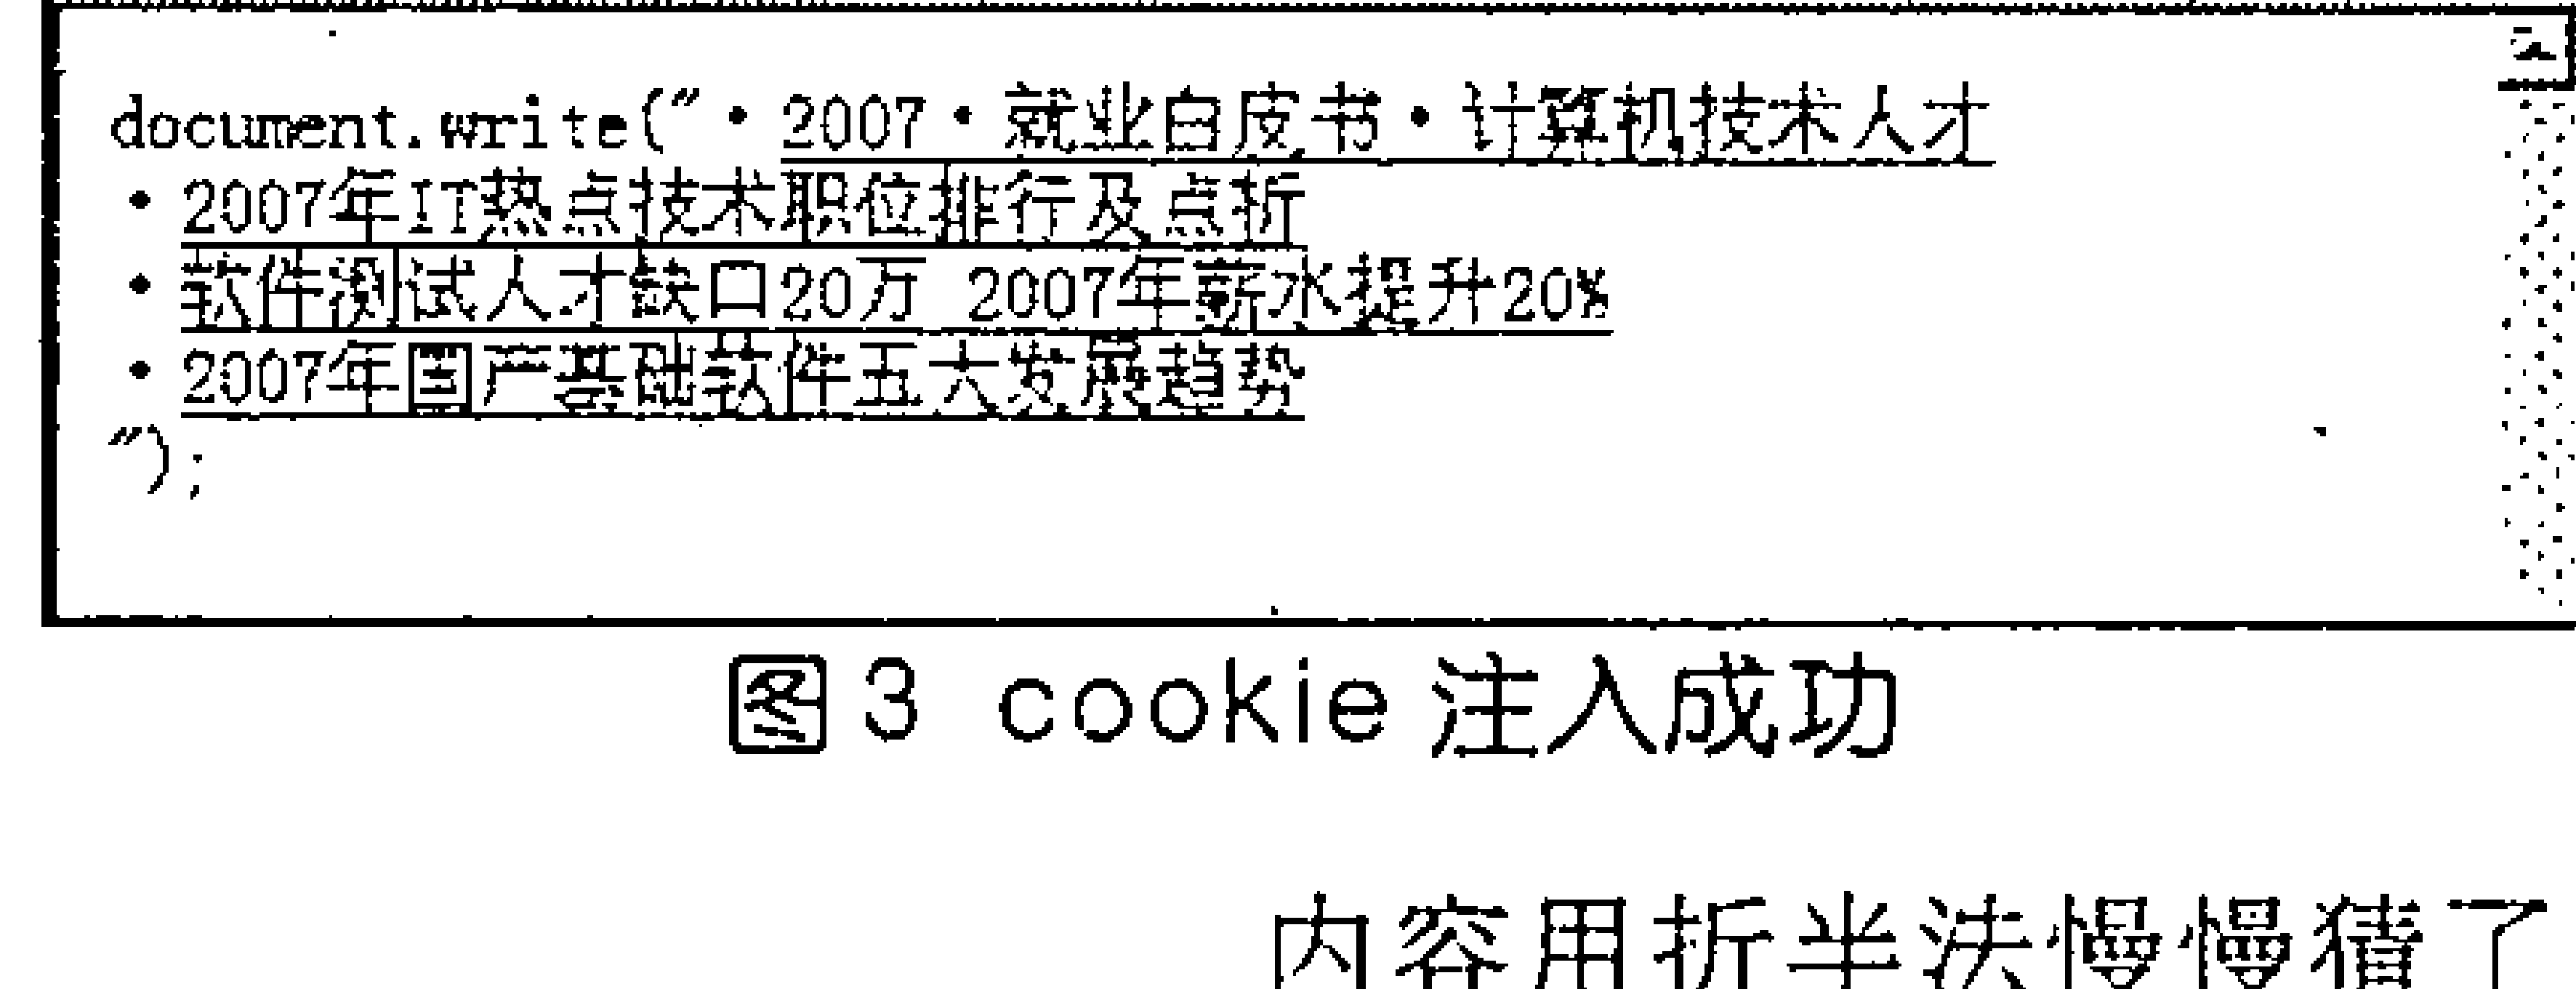 document.write("・2007・就业白皮书・计算机技术人才
・2007年IT热点技术职位排行及点折
・软件测试人才缺口20万 2007年薪水提升20%
・2007年国产基础软件五大发展趋势
");
图3 cookie 注入成功
内容用折半法慢慢猜了